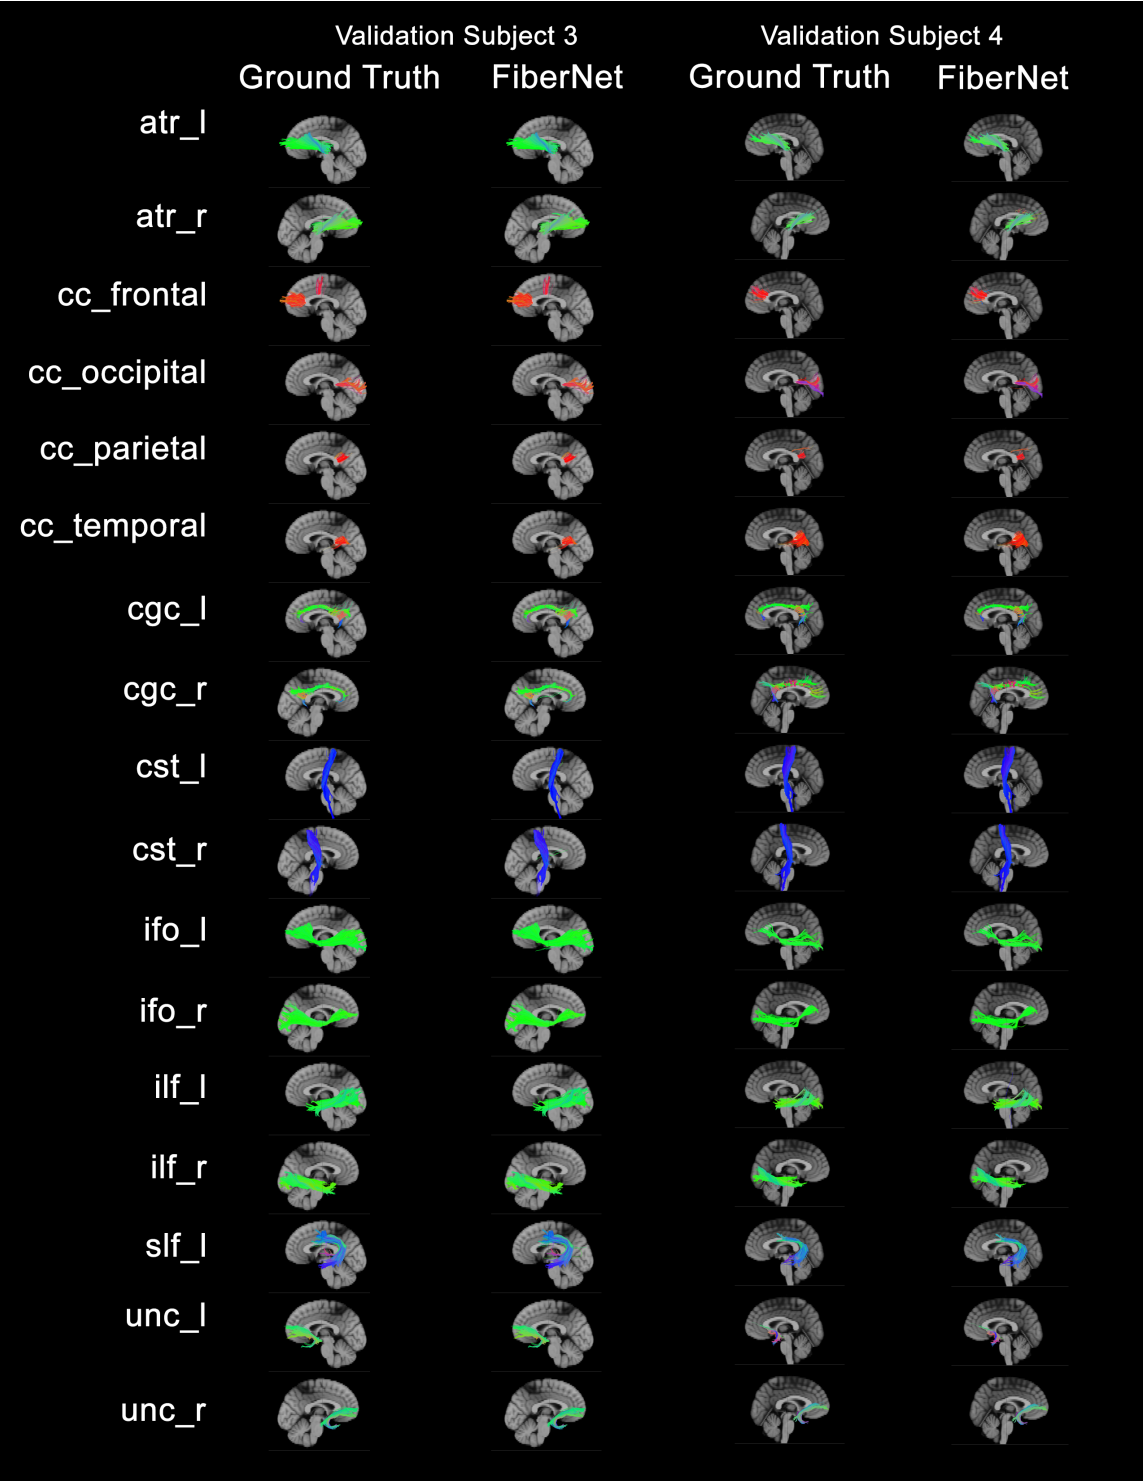 Validation Subject 3 Validation Subject 4
Ground Truth FiberNet Ground Truth FiberNet
atr_l
atr_r
cc_frontal
cc_occipital
cc_parietal
cc_temporal
cgc_l
cgc_r
cst_l
cst_r
ifo_l
ifo_r
ilf_l
ilf_r
slf_l
unc_l
unc_r